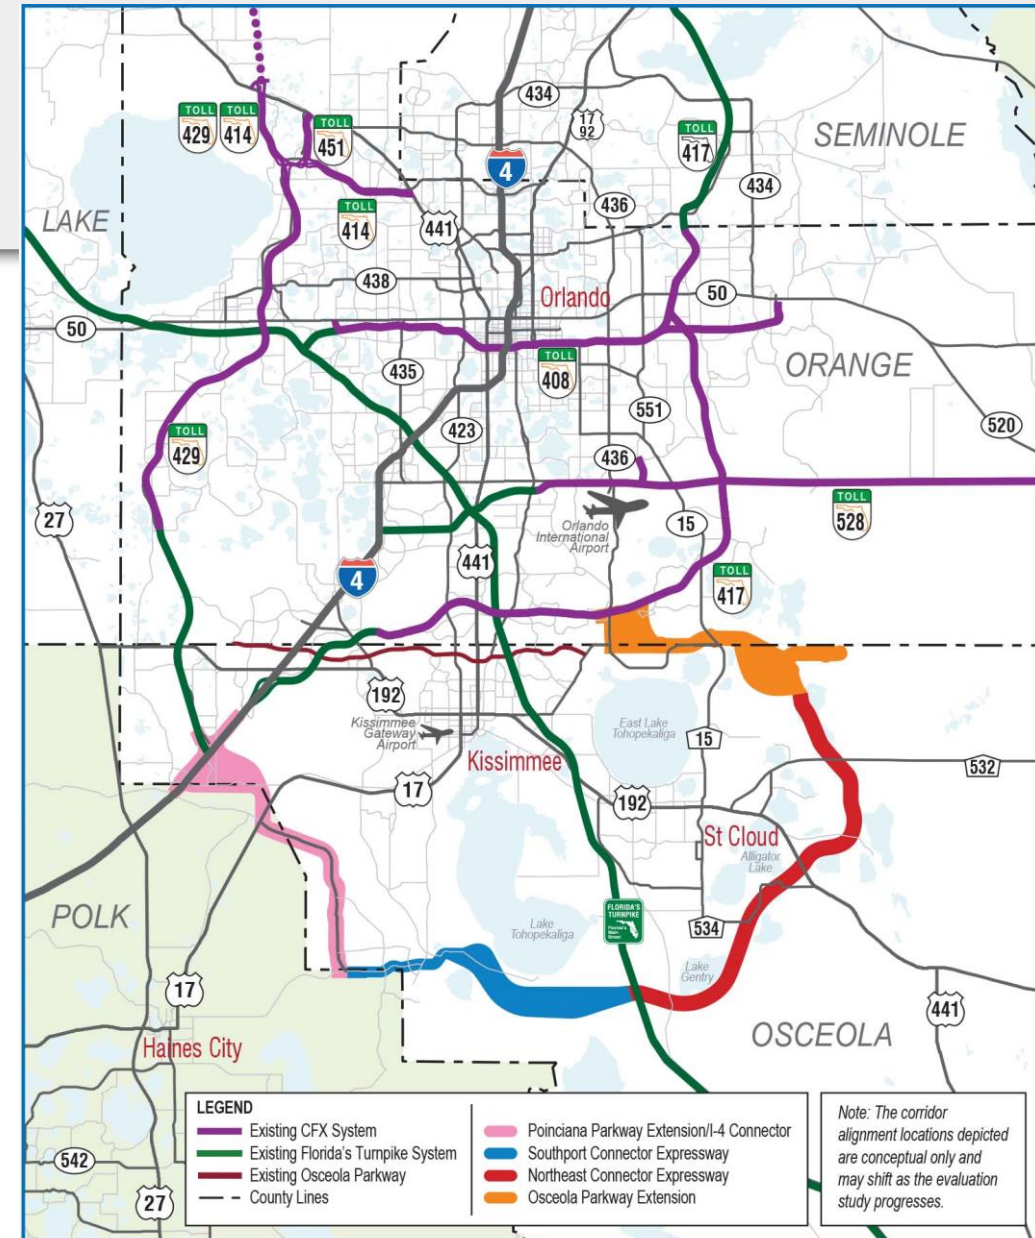 434
17
92
TOLL
429
TOLL
414
TOLL
451
TOLL
417
SEMINOLE
4
434
LAKE
TOLL
414
441
436
438
Orlando
50
50
ORANGE
435
TOLL
408
551
423
520
TOLL
429
436
27
Orlando
International
Airport
15
TOLL
528
441
4
TOLL
417
192
Kissimmee
Gateway
Airport
East Lake
Tohopekaliga
15
Kissimmee
532
17
192
St Cloud
Alligator
Lake
POLK
FLORIDA'S
TURNPIKE
Lake
Tohopekaliga
534
Lake
Gentry
17
441
OSCEOLA
Haines City
LEGEND
Existing CFX System
Existing Florida's Turnpike System
Existing Osceola Parkway
County Lines
Poinciana Parkway Extension/I-4 Connector
Southport Connector Expressway
Northeast Connector Expressway
Osceola Parkway Extension
Note: The corridor
alignment locations depicted
are conceptual only and
may shift as the evaluation
study progresses.
542
27